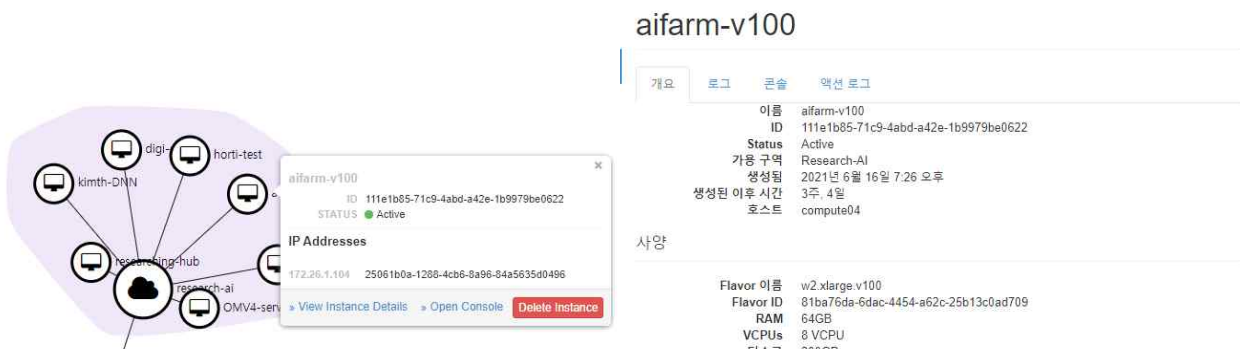 digi-
horti-test
kimth-DNN
a
researching-hub
research-ai
OMV4-serv
aifarm-v100
×
ID 111e1b85-71c9-4abd-a42e-1b9979be0622
STATUS Active
IP Addresses
172.26.1.104 25061b0a-1288-4cb6-8a96-84a5635d0496
» View Instance Details » Open Console Delete Instance
aifarm-v100
개요 로그 콘솔 액션 로그
이름 aifarm-v100
ID 111e1b85-71c9-4abd-a42e-1b9979be0622
Status Active
가용 구역 Research-AI
생성됨 2021년 6월 16일 7:26 오후
생성된 이후 시간 3주, 4일
호스트 compute04
사양
Flavor 이름 w2.xlarge.v100
Flavor ID 81ba76da-6dac-4454-a62c-25b13c0ad709
RAM 64GB
VCPUs 8 VCPU